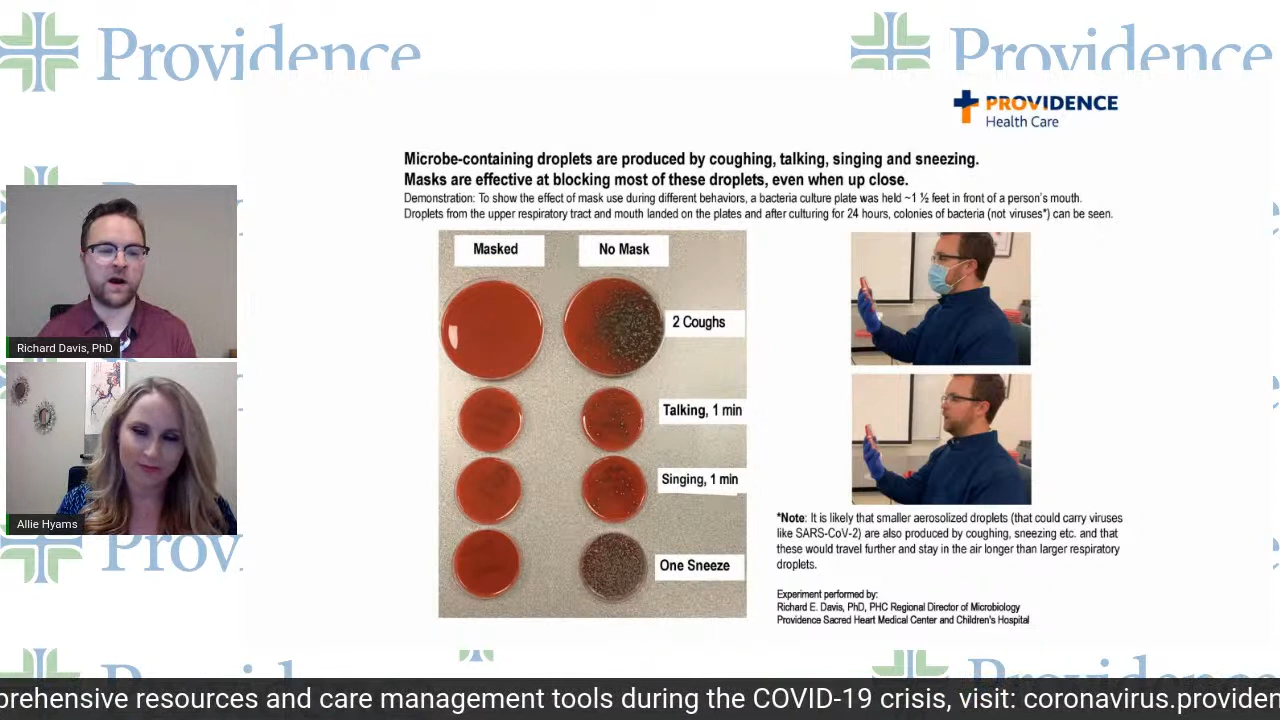 Providence
Providence
PROVIDENCE
Health Care
Microbe-containing droplets are produced by coughing, talking, singing and sneezing.
Masks are effective at blocking most of these droplets, even when up close.
Demonstration: To show the effect of mask use during different behaviors, a bacteria culture plate was held ~1 ½ feet in front of a person's mouth.
Droplets from the upper respiratory tract and mouth landed on the plates and after culturing for 24 hours, colonies of bacteria (not viruses*) can be seen.
Masked
No Mask
2 Coughs
Talking, 1 min
Singing, 1 min
One Sneeze
Richard Davis, PhD
Allie Hyams
*Note: It is likely that smaller aerosolized droplets (that could carry viruses
like SARS-CoV-2) are also produced by coughing, sneezing etc. and that
these would travel further and stay in the air longer than larger respiratory
droplets.
Experiment performed by:
Richard E. Davis, PhD, PHC Regional Director of Microbiology
Providence Sacred Heart Medical Center and Children's Hospital
prehensive resources and care management tools during the COVID-19 crisis, visit: coronavirus.providen